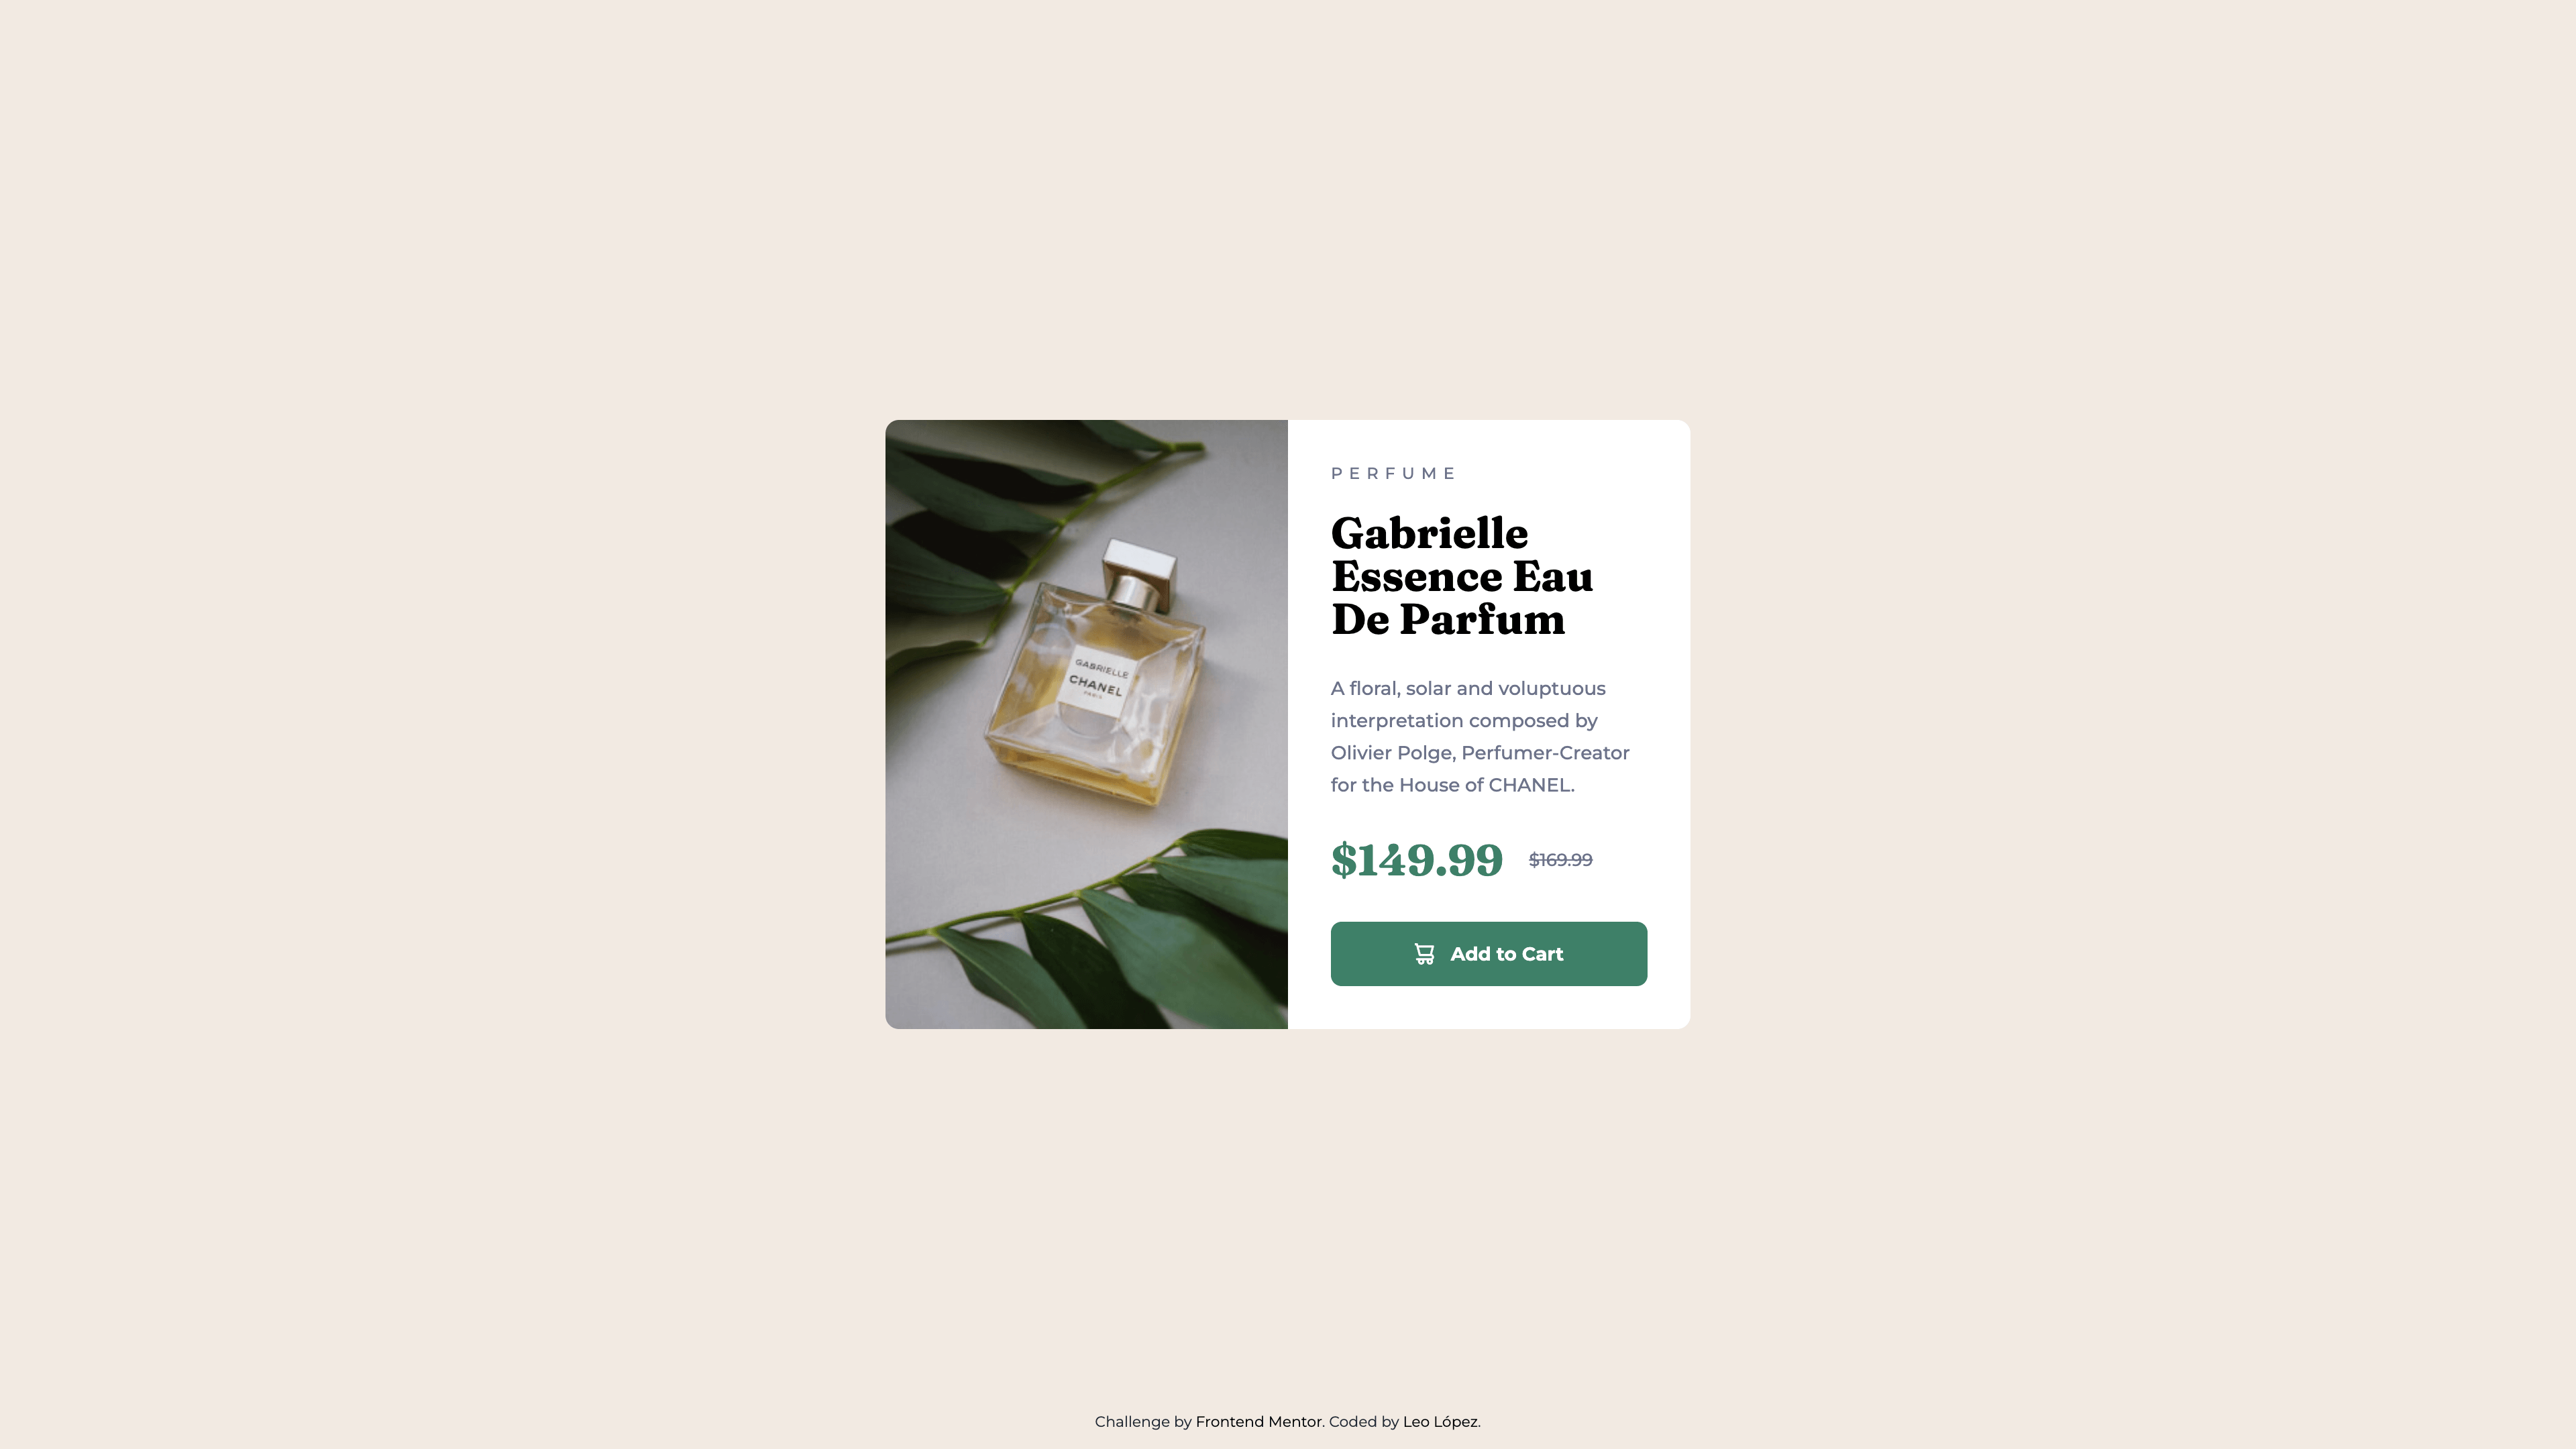 GABRIELLE
CHANEL
PARIS
PERFUME
Gabrielle
Essence Eau
De Parfum
A floral, solar and voluptuous
interpretation composed by
Olivier Polge, Perfumer-Creator
for the House of CHANEL.
$149.99 $169.99
Add to Cart
Challenge by Frontend Mentor. Coded by Leo López.